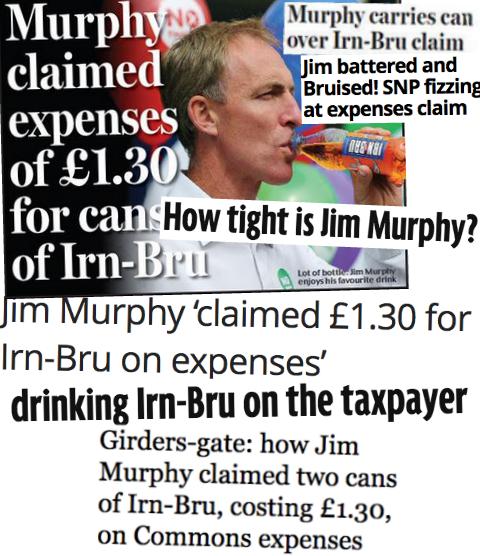 Murphy
claimed
expenses
of £1.30
for cans
of Irn-Bru
NO
Murphy carries can
over Irn-Bru claim
Jim battered and
Bruised! SNP fizzing
at expenses claim
IRN-BRU
How tight is Jim Murphy?
Lot of bottle: Jim Murphy
enjoys his favourite drink
Jim Murphy ‘claimed £1.30 for
Irn-Bru on expenses’
drinking Irn-Bru on the taxpayer
Girders-gate: how Jim
Murphy claimed two cans
of Irn-Bru, costing £1.30,
on Commons expenses